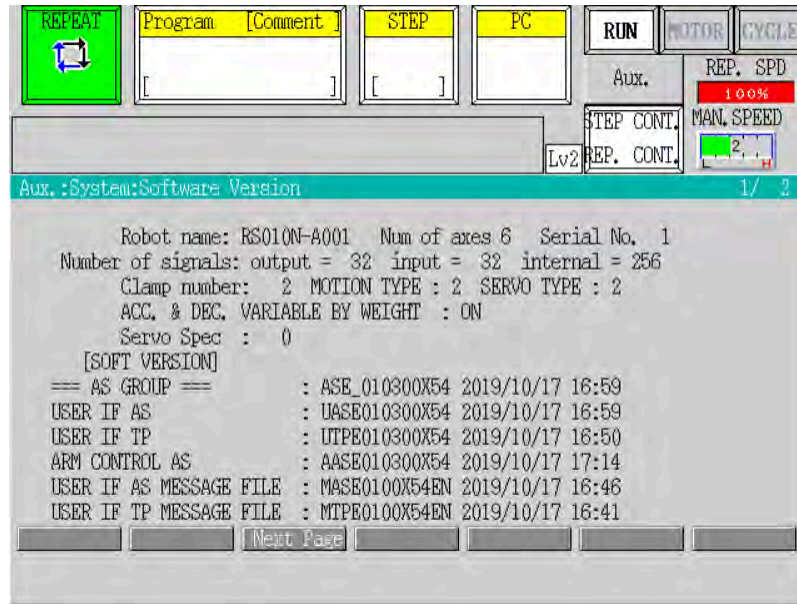 REPEAT
Program [Comment ]
[ ]
STEP
[ ]
PC
RUN
MOTOR
CYCLE
Aux.
REP. SPD
100%
STEP CONT.
REP. CONT.
MAN. SPEED
2
L H
Lv2
Aux.:System:Software Version 1/ 2
Robot name: RS010N-A001 Num of axes 6 Serial No. 1
Number of signals: output = 32 input = 32 internal = 256
Clamp number: 2 MOTION TYPE : 2 SERVO TYPE : 2
ACC. & DEC. VARIABLE BY WEIGHT : ON
Servo Spec : 0
[SOFT VERSION]
=== AS GROUP === : ASE_010300X54 2019/10/17 16:59
USER IF AS : UASE010300X54 2019/10/17 16:59
USER IF TP : UTPE010300X54 2019/10/17 16:50
ARM CONTROL AS : AASE010300X54 2019/10/17 17:14
USER IF AS MESSAGE FILE : MASE0100X54EN 2019/10/17 16:46
USER IF TP MESSAGE FILE : MTPE0100X54EN 2019/10/17 16:41
Next Page